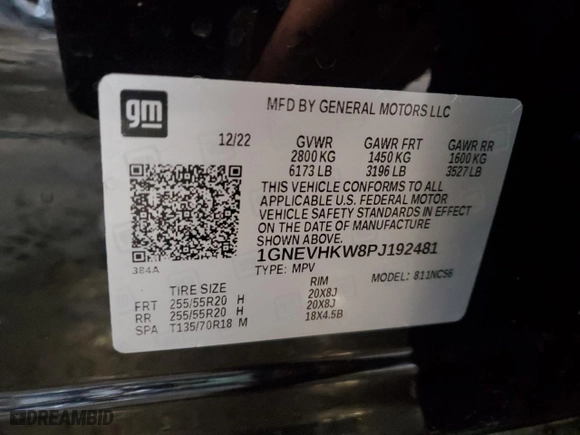 gm
MFD BY GENERAL MOTORS LLC
12/22 GVWR GAWR FRT GAWR RR
2800 KG 1450 KG 1600 KG
6173 LB 3196 LB 3527 LB
THIS VEHICLE CONFORMS TO ALL
APPLICABLE U.S. FEDERAL MOTOR
VEHICLE SAFETY STANDARDS IN EFFECT
ON THE DATE OF MANUFACTURE
SHOWN ABOVE.
1GNEVHKW8PJ192481
384A
TYPE: MPV MODEL: 811NC56
TIRE SIZE RIM
FRT 255/55R20 H 20X8J
RR 255/55R20 H 20X8J
SPA T135/70R18 M 18X4.5B
DREAMBID